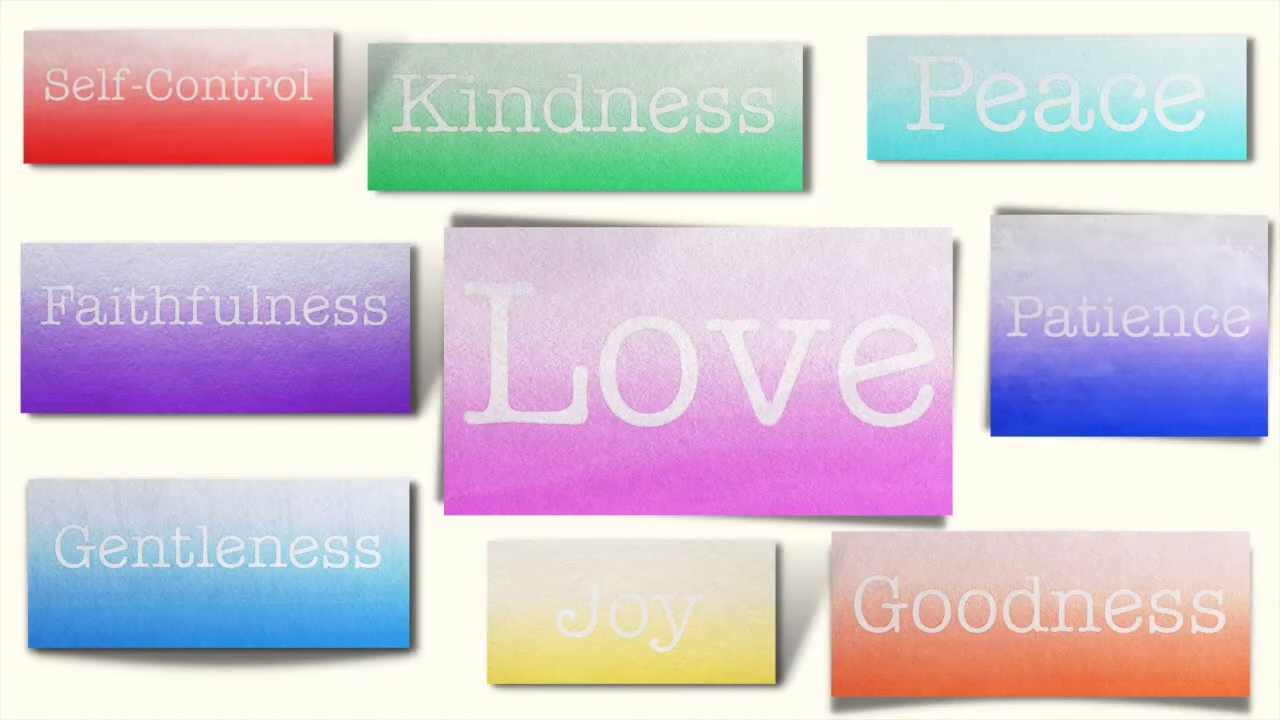 Self-Control
Kindness
Peace
Faithfulness
Love
Patience
Gentleness
Joy
Goodness